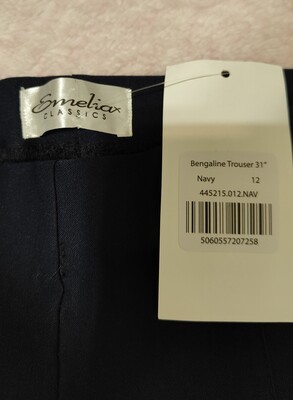 Emelia x
CLASSICS
Bengaline Trouser 31"
Navy 12
445215.012.NAV
5060557207258